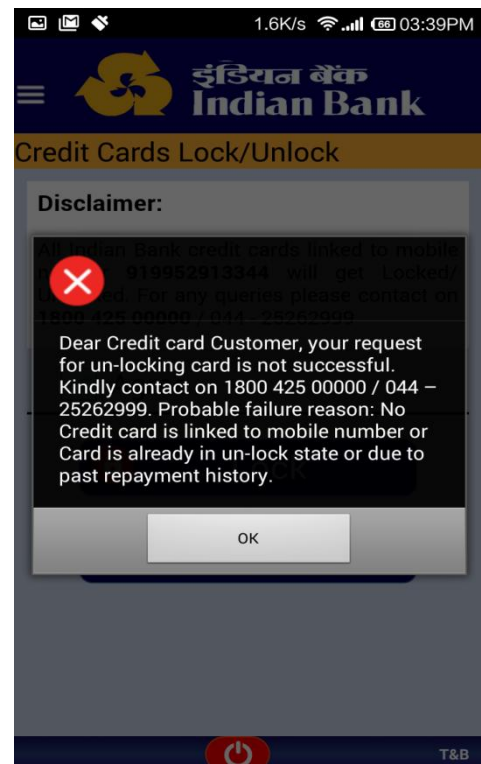 1.6K/s 66 03:39PM
इंडियन बैंक
Indian Bank
Credit Cards Lock/Unlock
Disclaimer:
All Indian Bank credit cards linked to mobile
919952913344 will get Locked/
For any queries please contact on
1800 425 00000 / 044 - 25262999
Dear Credit card Customer, your request
for un-locking card is not successful.
Kindly contact on 1800 425 00000 / 044 –
25262999. Probable failure reason: No
Credit card is linked to mobile number or
Card is already in un-lock state or due to
past repayment history.
OK
T&B